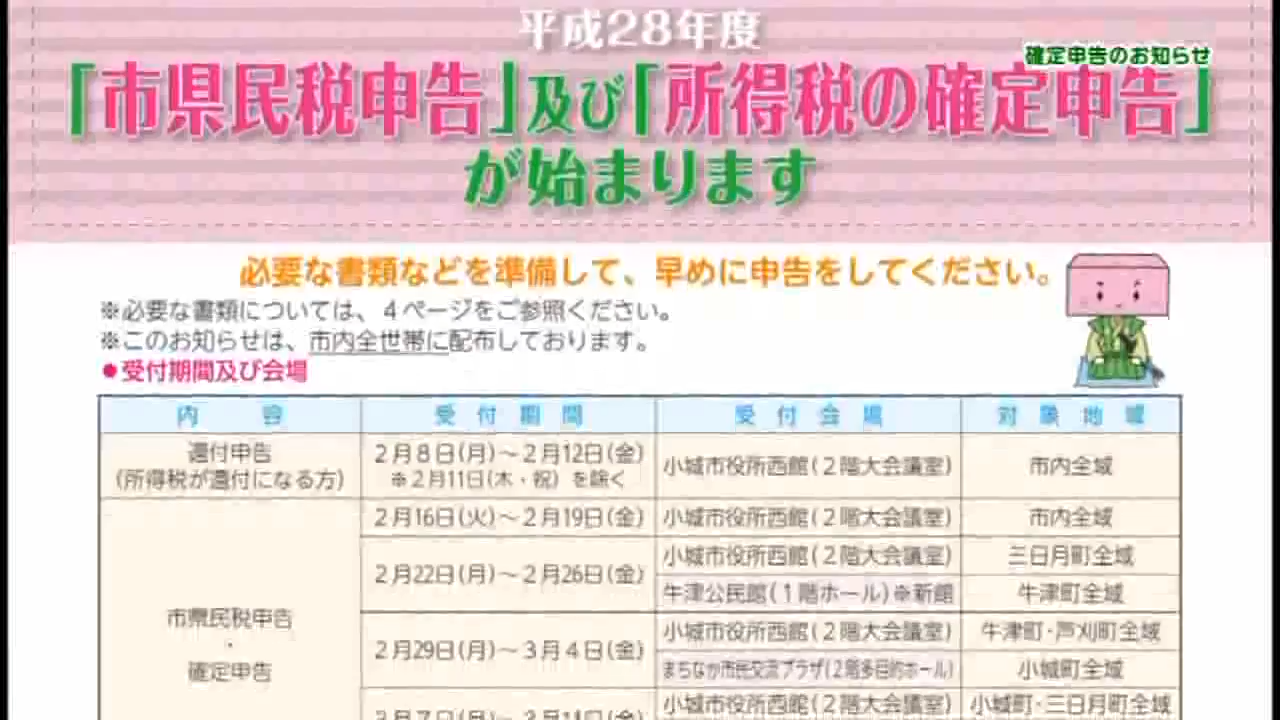 平成28年度
確定申告のお知らせ
「市県民税申告」及び「所得税の確定申告」
が始まります
必要な書類などを準備して、早めに申告をしてください。
※必要な書類については、4ページをご参照ください。
※このお知らせは、市内全世帯に配布しております。
●受付期間及び会場
内容 受付期間 受付会場 対象地域
還付申告
(所得税が還付になる方)
2月8日(月)～2月12日(金)
※2月11日(木・祝)を除く
小城市役所西館(2階大会議室) 市内全域
2月16日(火)～2月19日(金) 小城市役所西館(2階大会議室) 市内全域
市県民税申告
・
確定申告
2月22日(月)～2月26日(金)
小城市役所西館(2階大会議室) 三日月町全域
牛津公民館(1階ホール)※新館 牛津町全域
2月29日(月)～3月4日(金)
小城市役所西館(2階大会議室) 牛津町・芦刈町全域
まちなか市民交流プラザ(2階多目的ホール) 小城町全域
小城市役所西館(2階大会議室) 小城町・三日月町全域